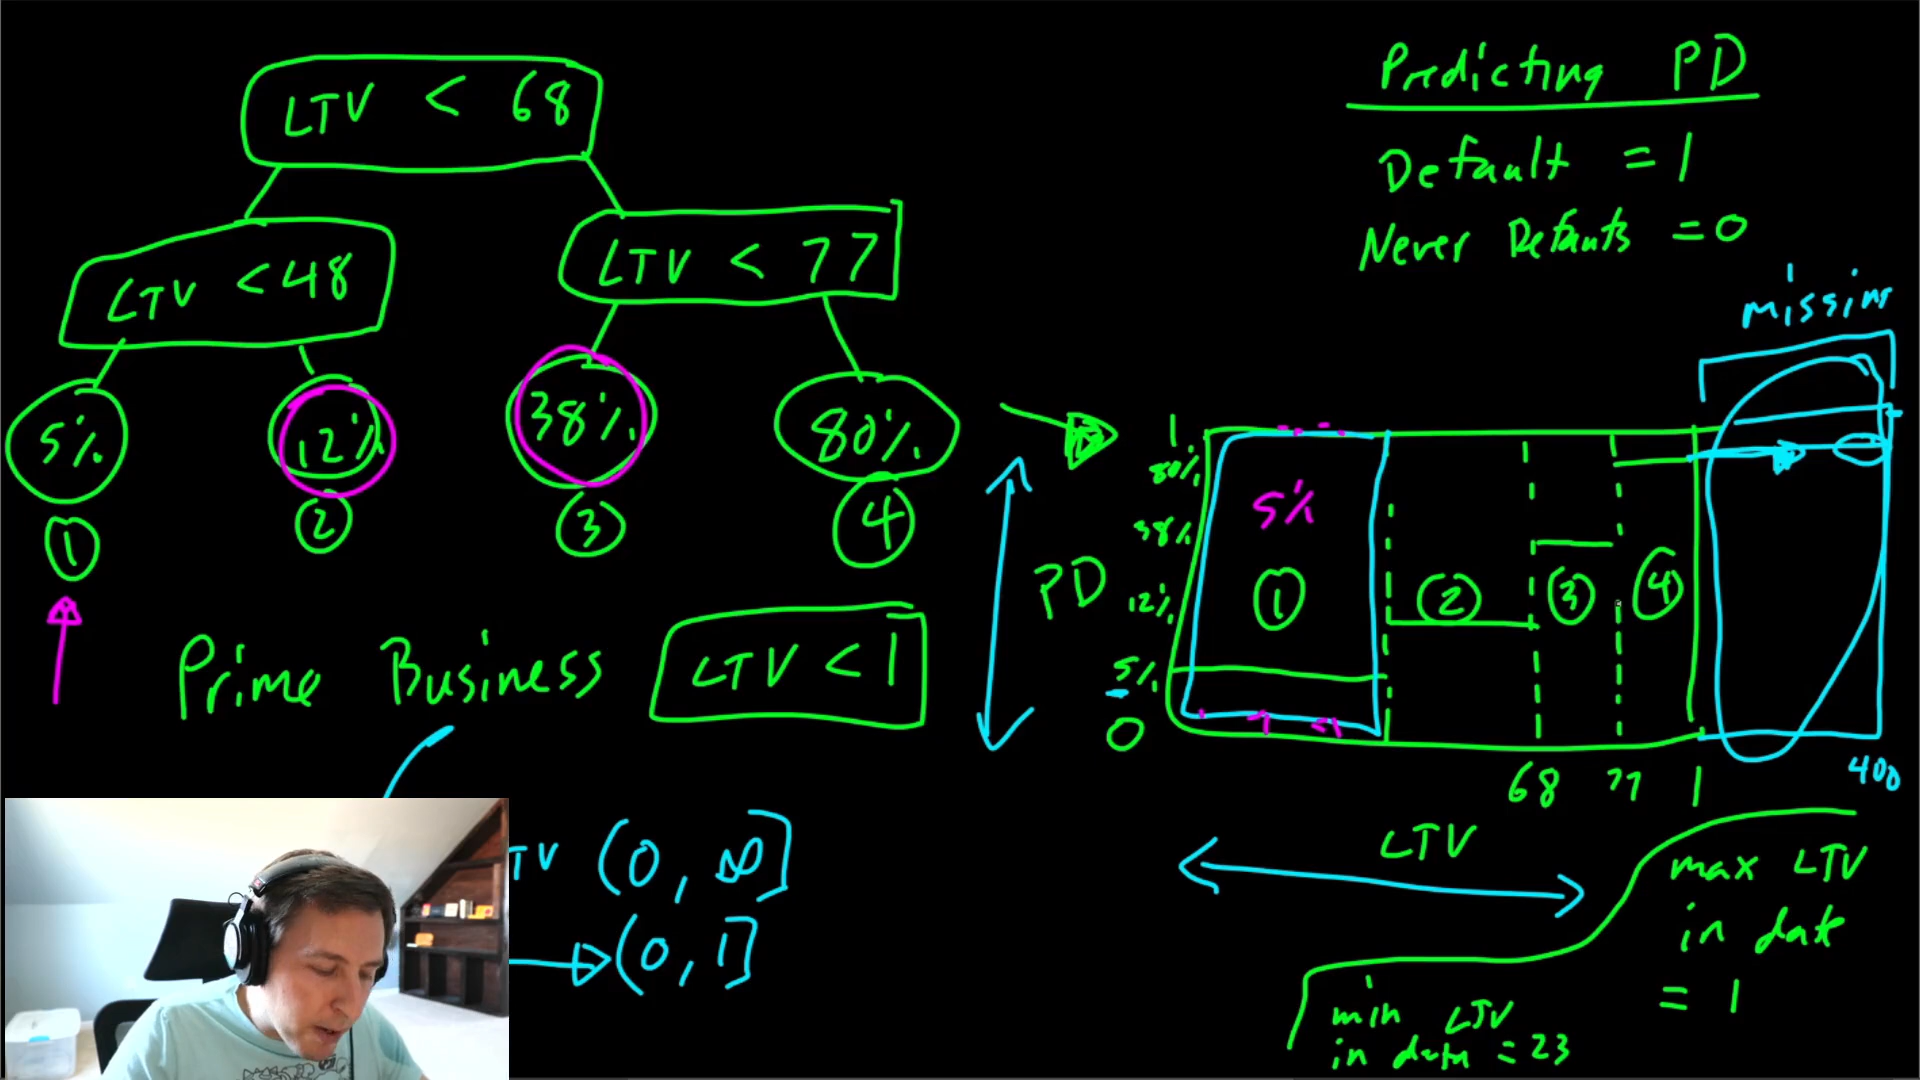 LTV < 68
LTV < 48
LTV < 77
5%
12%
38%
80%
1
2
3
4
Prime Business
LTV < 1
TV (0, ∞]
(0, 1]
Predicting PD
Default = 1
Never Defaults = 0
missing
1
80%
38%
12%
5%
0
PD
5%
1
2
3
4
68 77 1 400
LTV
max LTV
in data
= 1
min LTV
in data = 23